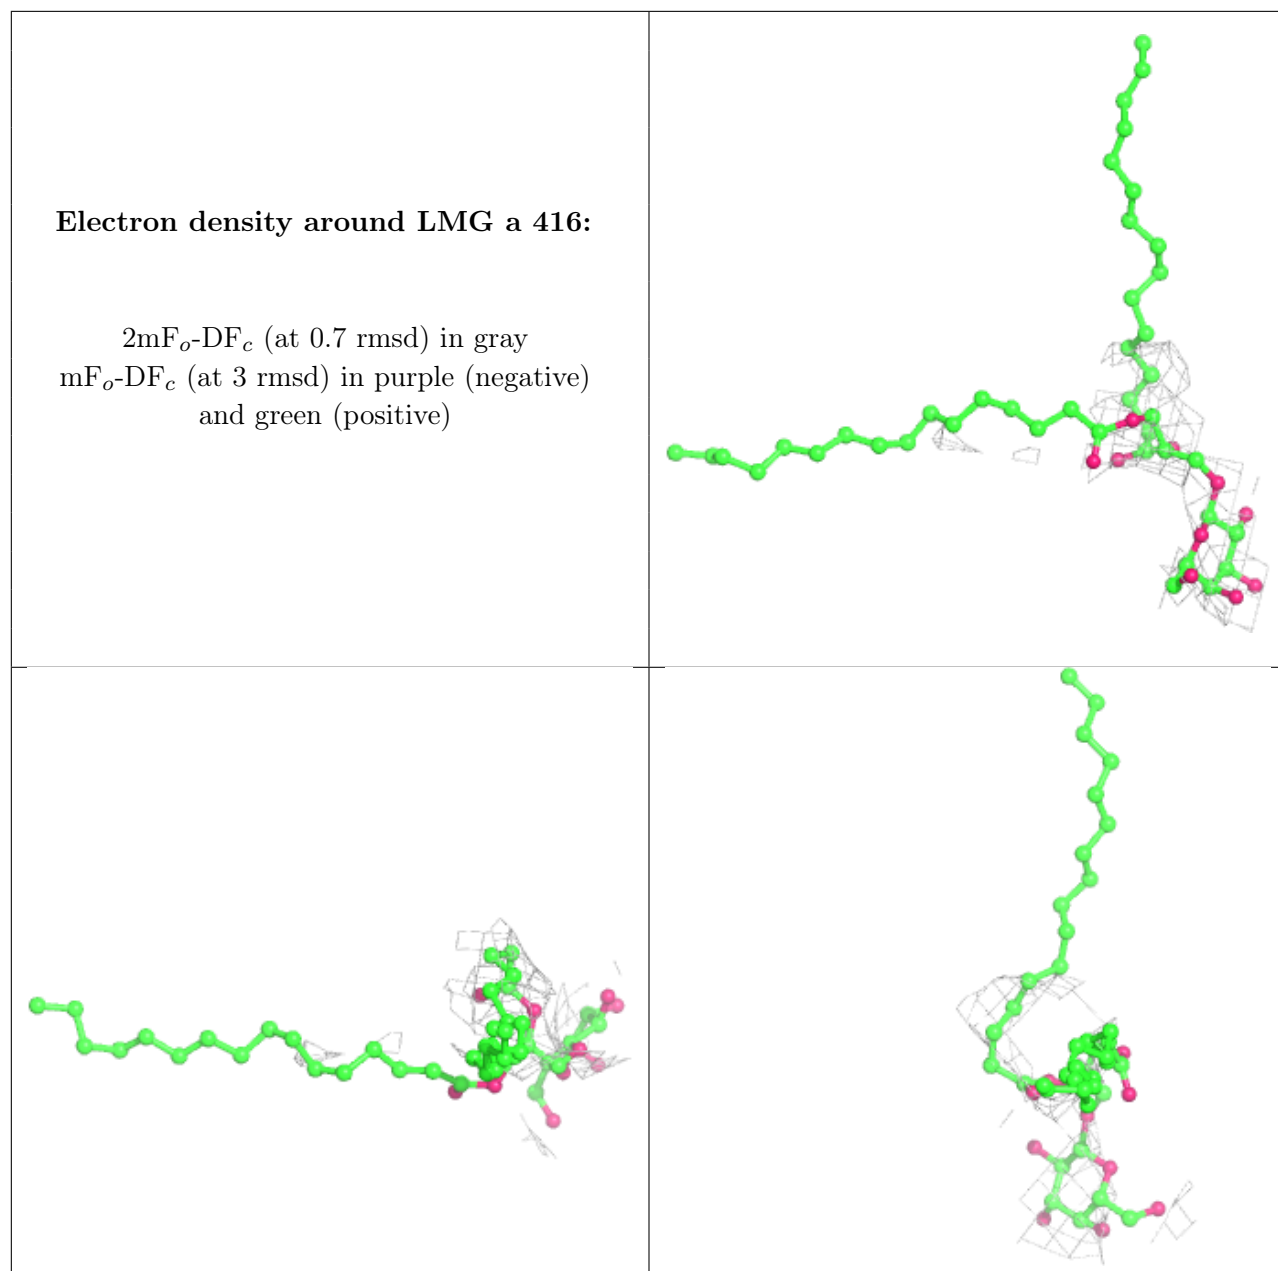 Electron density around LMG a 416:
2mFₒ-DF𝒸 (at 0.7 rmsd) in gray
mFₒ-DF𝒸 (at 3 rmsd) in purple (negative)
and green (positive)